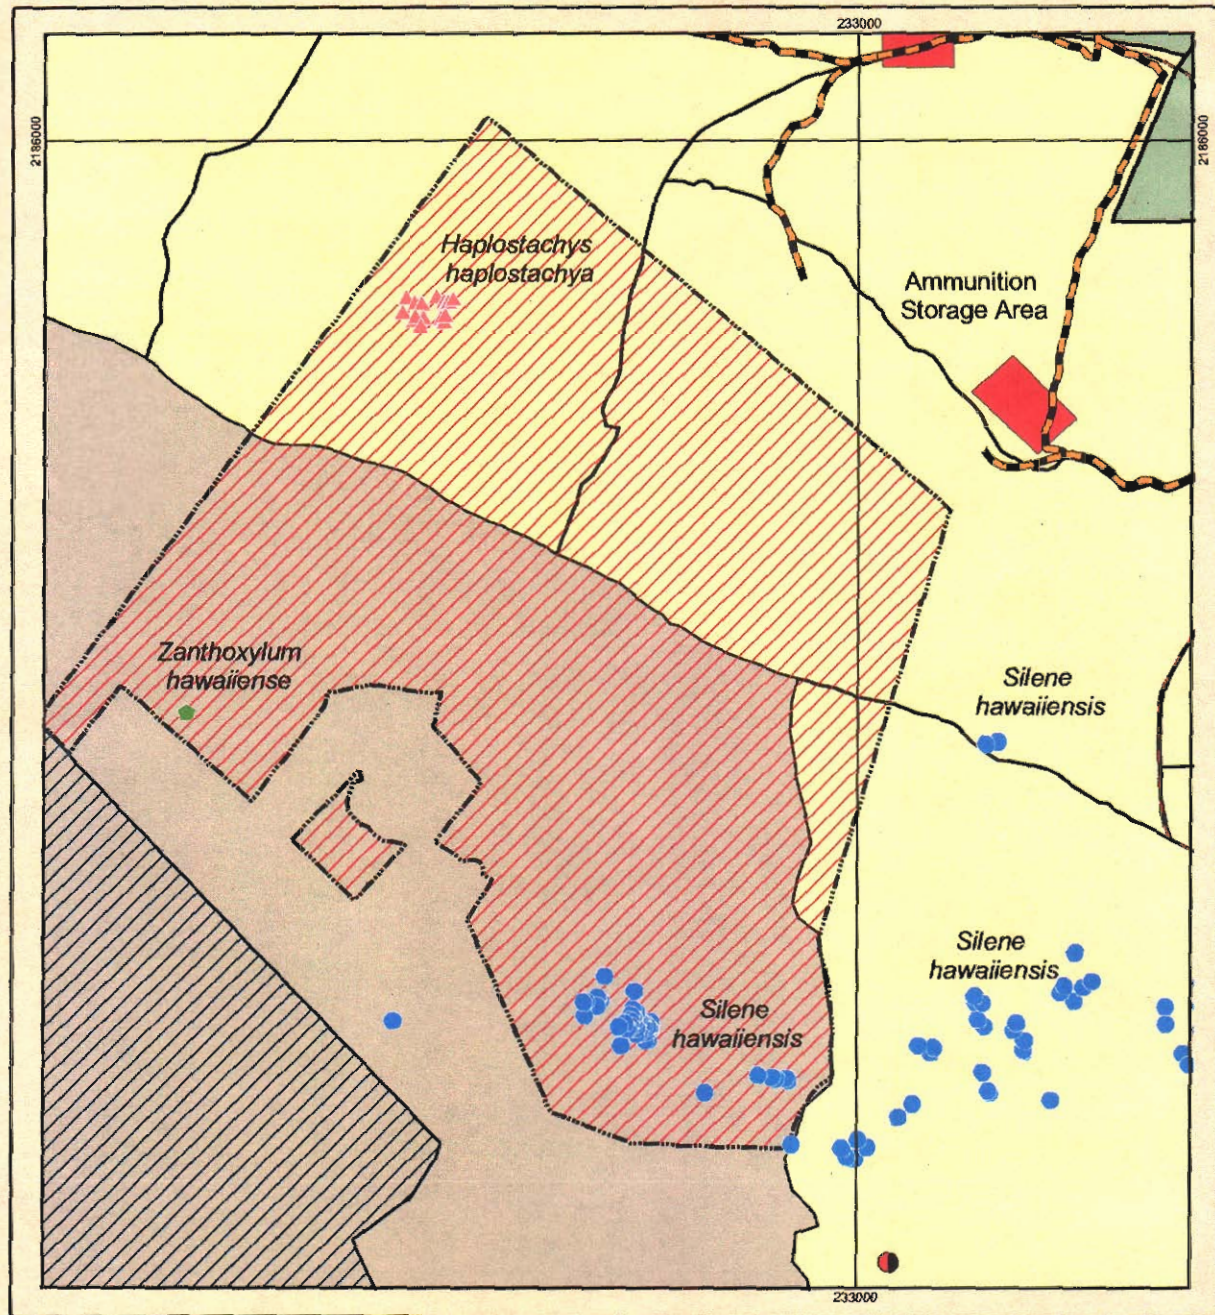 233000
2186000
2186000
Haplostachys
haplostachya
Ammunition
Storage Area
Zanthoxylum
hawaiiense
Silene
hawaiiensis
Silene
hawaiiensis
Silene
hawaiiensis
233000